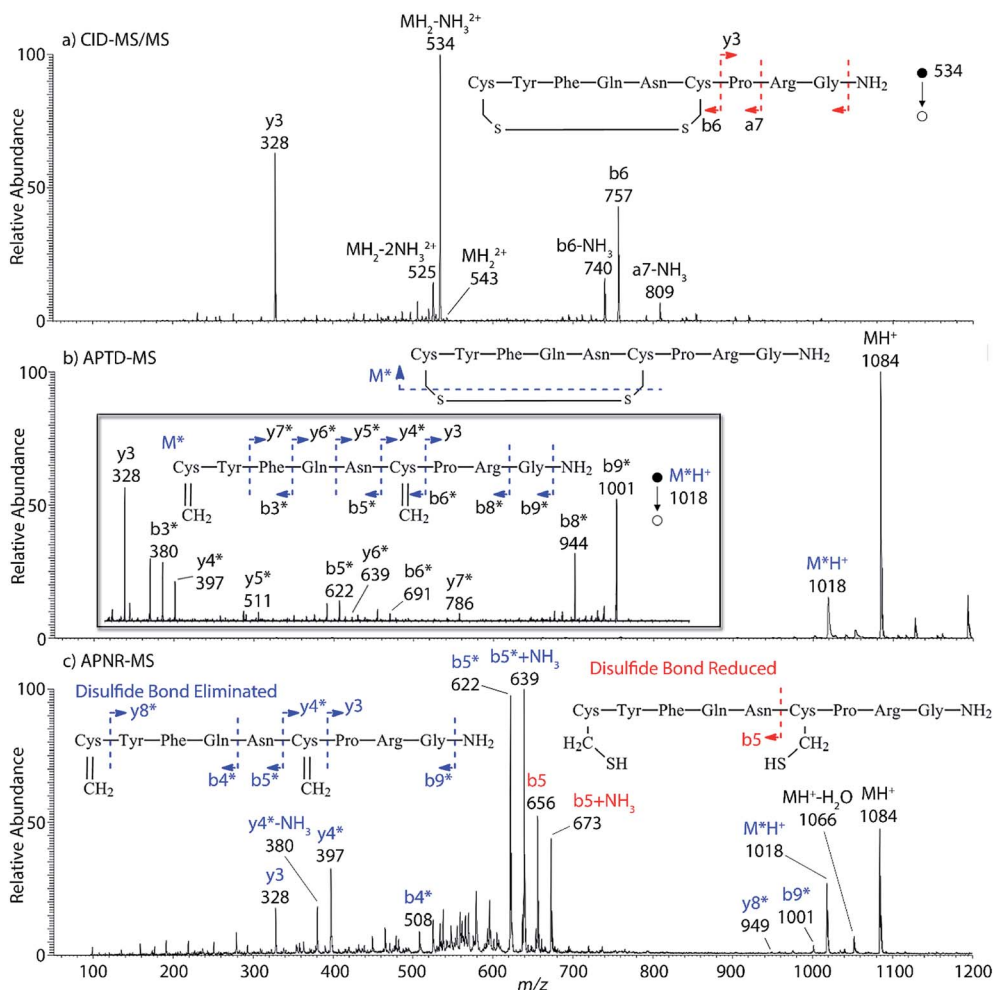 a) CID-MS/MS
MH₂-NH₃²⁺
534
y3
Cys-Tyr-Phe-Gln-Asn-Cys-Pro-Arg-Gly-NH₂
534
S
S
b6
a7
y3
328
b6
757
MH₂-2NH₃²⁺
525
MH₂²⁺
543
b6-NH₃
740
a7-NH₃
809
Relative Abundance
100
50
0
b) APTD-MS
Cys-Tyr-Phe-Gln-Asn-Cys-Pro-Arg-Gly-NH₂
M*
S
S
MH⁺
1084
M*
y7*
y6*
y5*
y4*
y3
Cys-Tyr-Phe-Gln-Asn-Cys-Pro-Arg-Gly-NH₂
CH₂
CH₂
b3*
b5*
b6*
b8*
b9*
y3
328
b3*
380
y4*
397
y5*
511
b5*
622
y6*
639
b6*
691
y7*
786
b8*
944
b9*
1001
M*H⁺
1018
M*H⁺
1018
Relative Abundance
100
50
0
c) APNR-MS
Disulfide Bond Eliminated
y8*
y4*
y3
Cys-Tyr-Phe-Gln-Asn-Cys-Pro-Arg-Gly-NH₂
CH₂
CH₂
b4*
b5*
b9*
b5*
622
b5*+NH₃
639
Disulfide Bond Reduced
Cys-Tyr-Phe-Gln-Asn-Cys-Pro-Arg-Gly-NH₂
H₂C
SH
b5
CH₂
HS
b5
656
b5+NH₃
673
y4*-NH₃
380
y4*
397
y3
328
b4*
508
MH⁺-H₂O
1066
MH⁺
1084
M*H⁺
1018
y8*
949
b9*
1001
Relative Abundance
100
50
0
100 200 300 400 500 600 700 800 900 1000 1100 1200
m/z